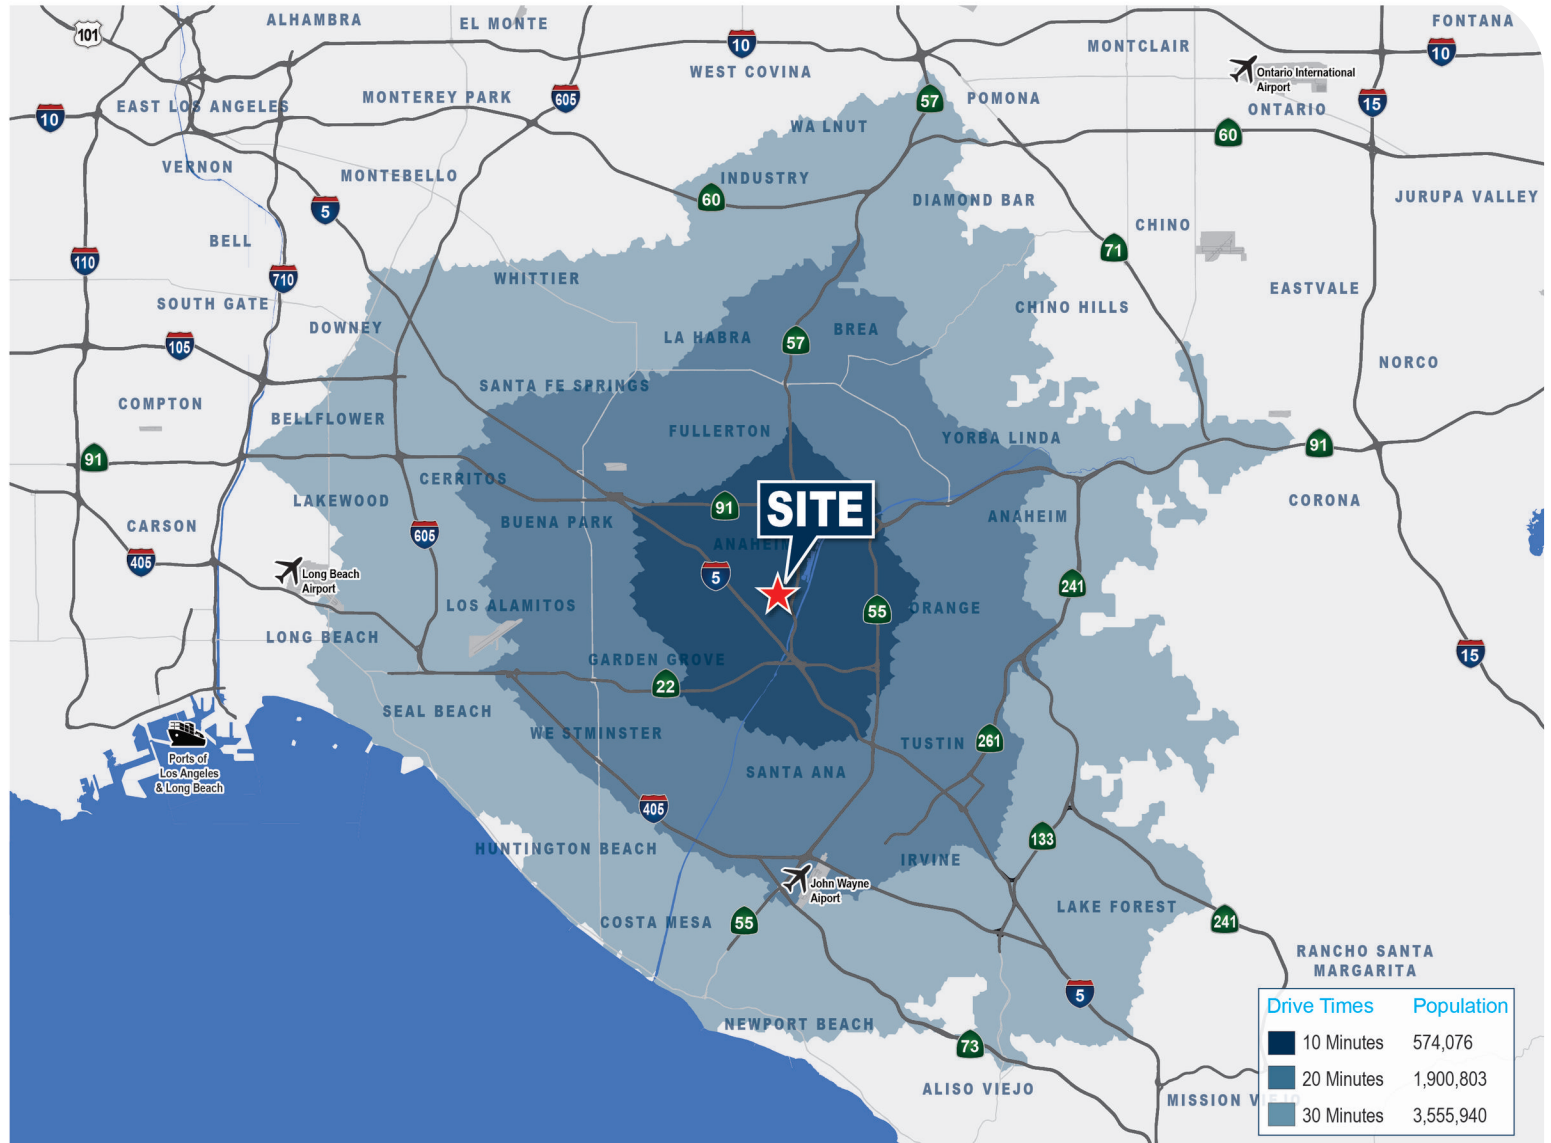 ALHAMBRA
EL MONTE
FONTANA
101
10
MONTCLAIR
10
WEST COVINA
Ontario International
Airport
605
MONTEREY PARK
57
POMONA
15
EAST LOS ANGELES
ONTARIO
10
WA LNUT
60
VERNON
MONTEBELLO
INDUSTRY
60
DIAMOND BAR
JURUPA VALLEY
5
CHINO
BELL
71
110
710
WHITTIER
EASTVALE
SOUTH GATE
CHINO HILLS
DOWNEY
LA HABRA
BREA
57
105
NORCO
SANTA FE SPRINGS
COMPTON
BELLFLOWER
FULLERTON
YORBA LINDA
91
91
CERRITOS
LAKEWOOD
SITE
CORONA
91
BUENA PARK
ANAHEIM
CARSON
605
ANAHEIM
405
Long Beach
Airport
5
241
LOS ALAMITOS
55
ORANGE
LONG BEACH
15
GARDEN GROVE
22
SEAL BEACH
WE STMINSTER
TUSTIN
261
Ports of
Los Angeles
& Long Beach
SANTA ANA
405
HUNTINGTON BEACH
133
IRVINE
John Wayne
Aiport
COSTA MESA
55
LAKE FOREST
241
RANCHO SANTA
MARGARITA
5
NEWPORT BEACH
73
ALISO VIEJO
MISSION VIEJO
Drive Times Population
10 Minutes 574,076
20 Minutes 1,900,803
30 Minutes 3,555,940